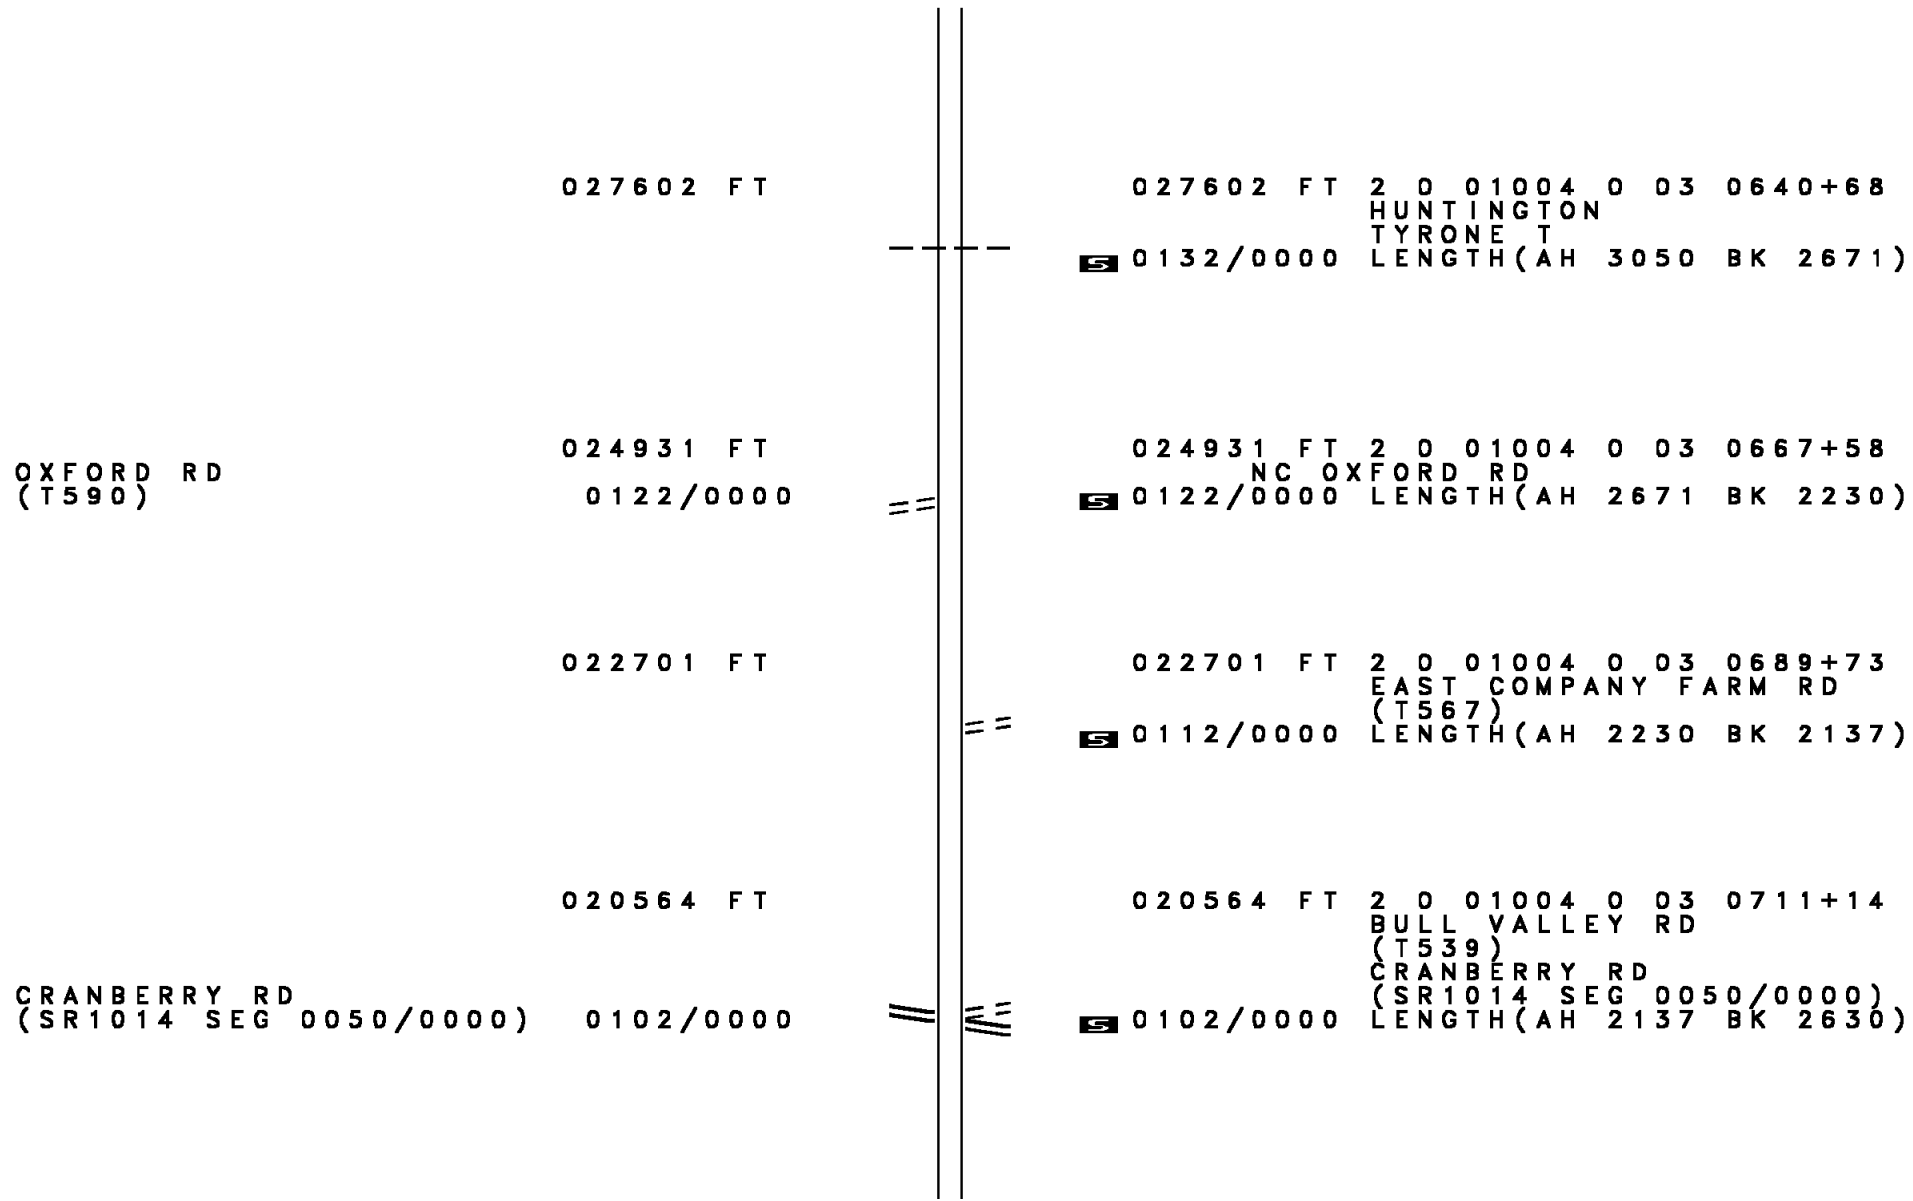 027602 FT 027602 FT 2 0 01004 0 03 0640+68
HUNTINGTON
TYRONE T
S 0132/0000 LENGTH(AH 3050 BK 2671)
024931 FT 024931 FT 2 0 01004 0 03 0667+58
OXFORD RD NC OXFORD RD
(T590) 0122/0000 S 0122/0000 LENGTH(AH 2671 BK 2230)
022701 FT 022701 FT 2 0 01004 0 03 0689+73
EAST COMPANY FARM RD
(T567)
S 0112/0000 LENGTH(AH 2230 BK 2137)
020564 FT 020564 FT 2 0 01004 0 03 0711+14
BULL VALLEY RD
(T539)
CRANBERRY RD
CRANBERRY RD (SR1014 SEG 0050/0000)
(SR1014 SEG 0050/0000) 0102/0000 S 0102/0000 LENGTH(AH 2137 BK 2630)